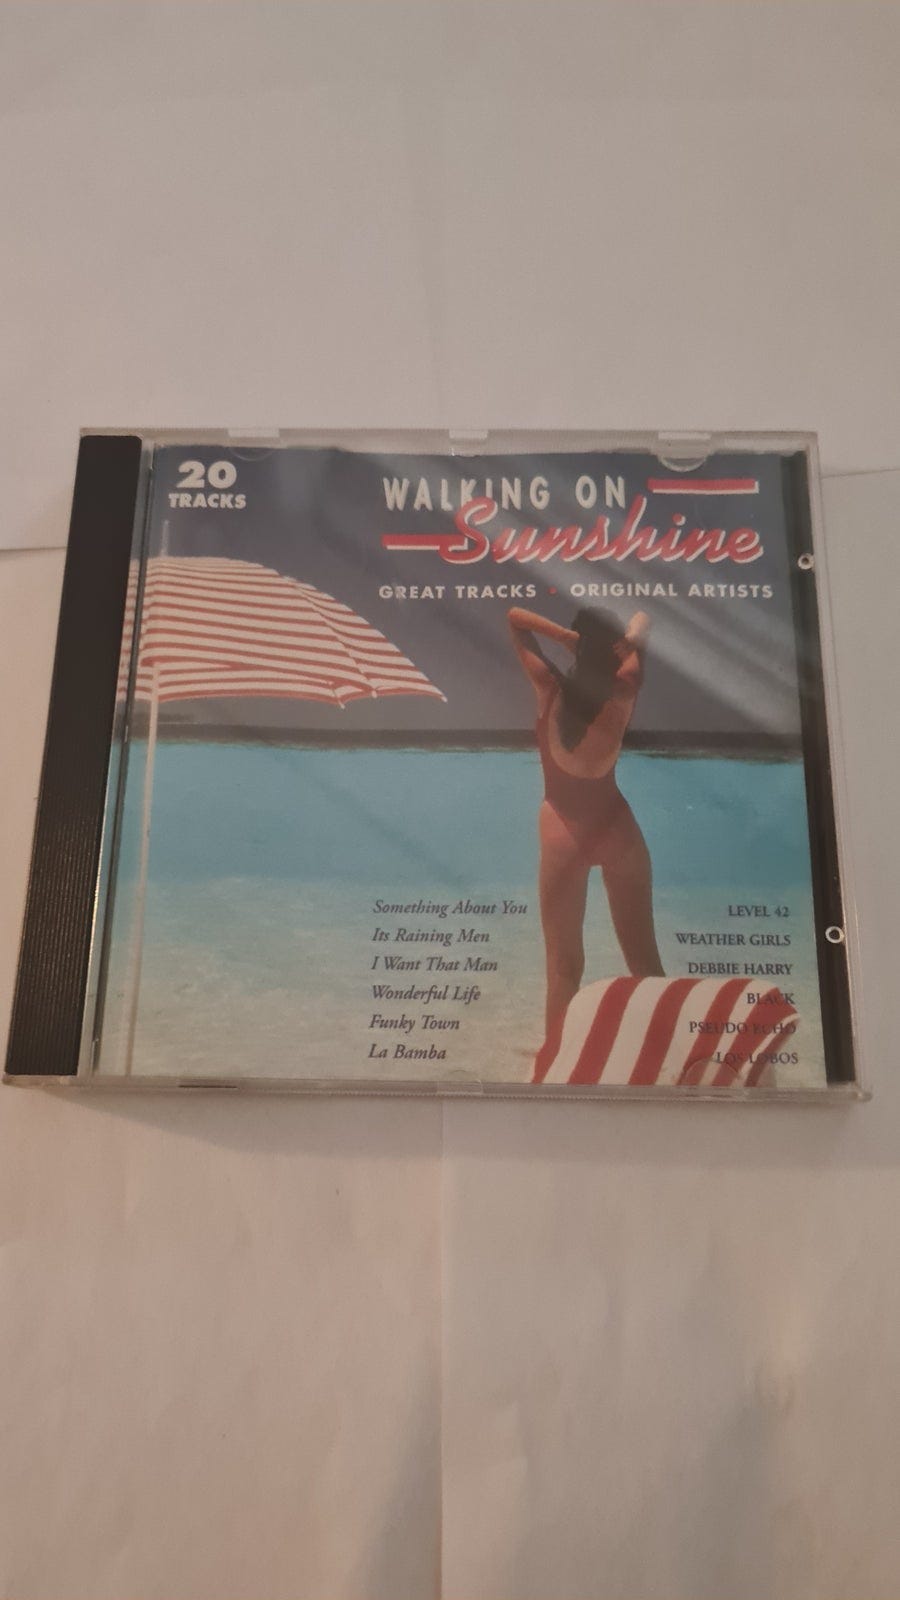 20
TRACKS
WALKING ON
Sunshine
GREAT TRACKS • ORIGINAL ARTISTS
Something About You LEVEL 42
Its Raining Men WEATHER GIRLS
I Want That Man DEBBIE HARRY
Wonderful Life BLACK
Funky Town PSEUDO ECHO
La Bamba LOS LOBOS